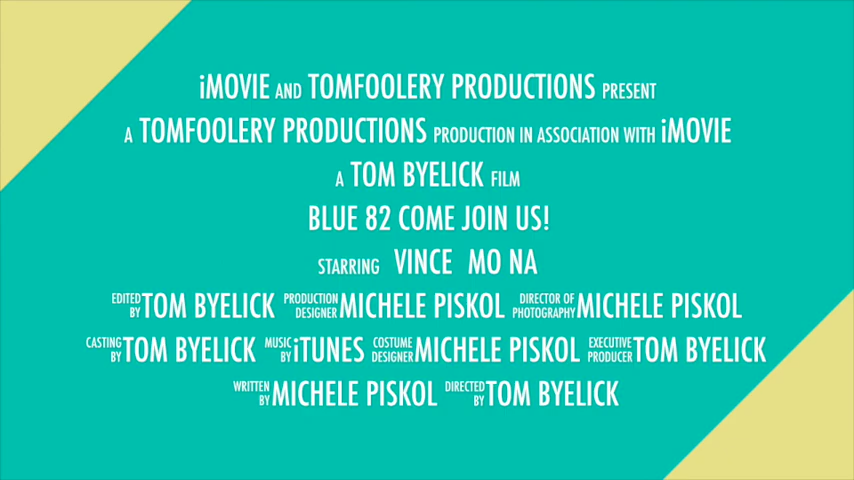 iMOVIE AND TOMFOOLERY PRODUCTIONS PRESENT
A TOMFOOLERY PRODUCTIONS PRODUCTION IN ASSOCIATION WITH iMOVIE
A TOM BYELICK FILM
BLUE 82 COME JOIN US!
STARRING VINCE MO NA
EDITED BY TOM BYELICK PRODUCTION DESIGNER MICHELE PISKOL DIRECTOR OF PHOTOGRAPHY MICHELE PISKOL
CASTING BY TOM BYELICK MUSIC BY iTUNES COSTUME DESIGNER MICHELE PISKOL EXECUTIVE PRODUCER TOM BYELICK
WRITTEN BY MICHELE PISKOL DIRECTED BY TOM BYELICK